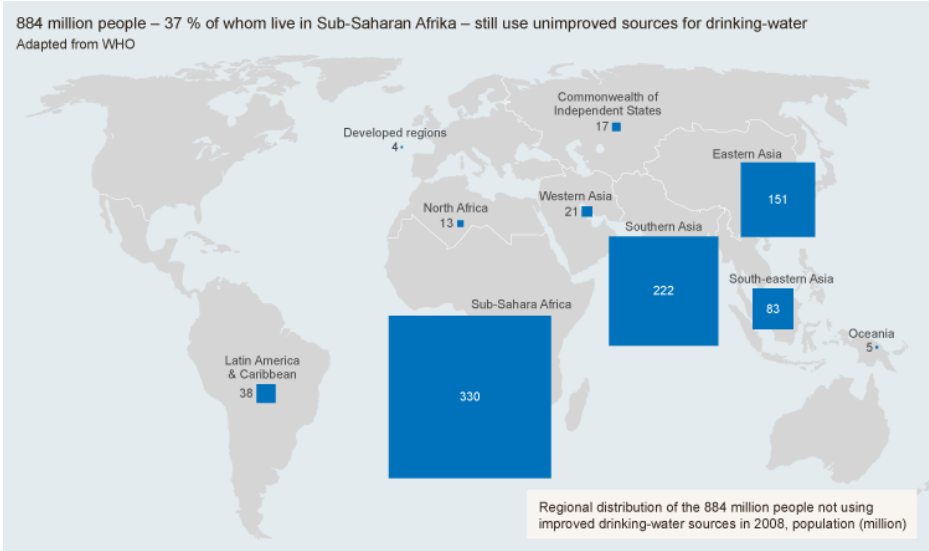 884 million people – 37 % of whom live in Sub-Saharan Afrika – still use unimproved sources for drinking-water
Adapted from WHO
Commonwealth of
Independent States
17
Developed regions
4
Eastern Asia
151
Western Asia
21
North Africa
13
Southern Asia
222
South-eastern Asia
83
Sub-Sahara Africa
330
Oceania
5
Latin America
& Caribbean
38
Regional distribution of the 884 million people not using
improved drinking-water sources in 2008, population (million)